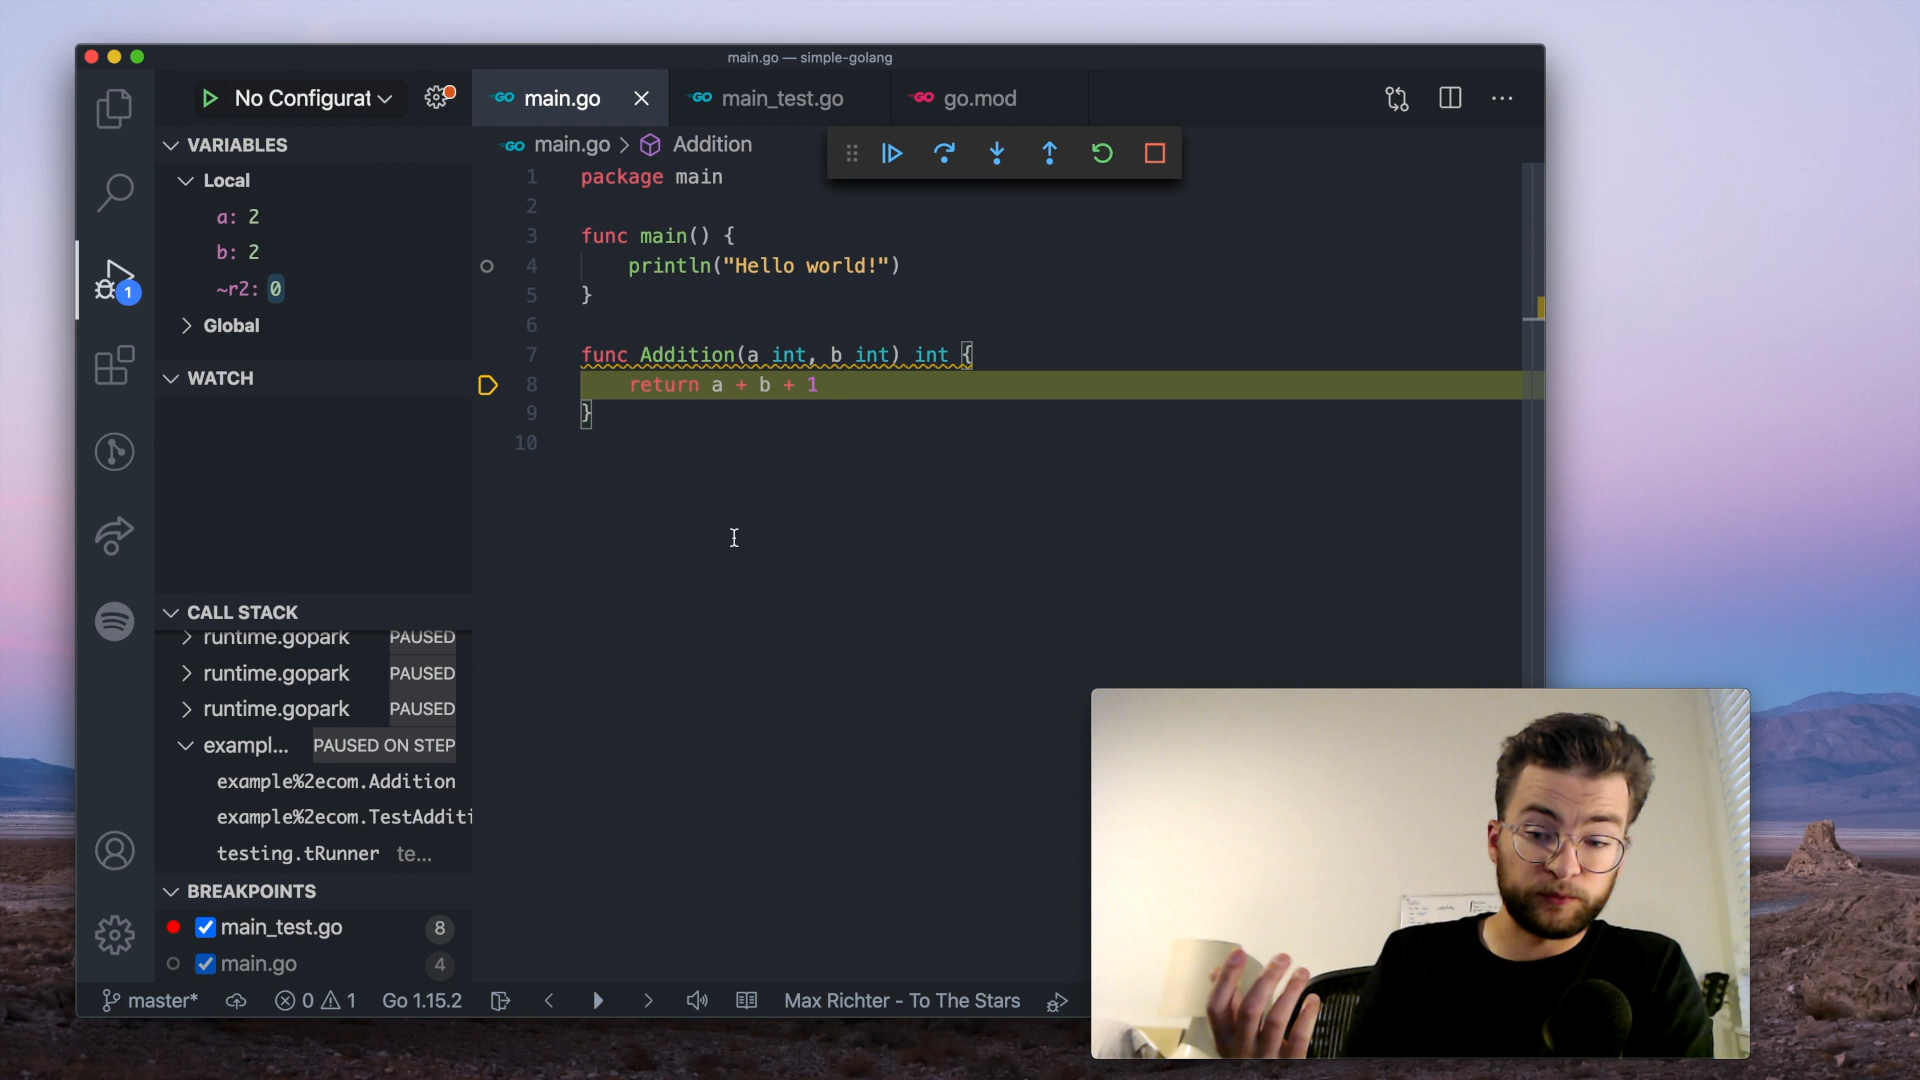 main.go — simple-golang
No Configurat
GO main.go
GO main_test.go
GO go.mod
VARIABLES
Local
a: 2
b: 2
~r2: 0
Global
WATCH
CALL STACK
runtime.gopark PAUSED
runtime.gopark PAUSED
runtime.gopark PAUSED
exampl... PAUSED ON STEP
example%2ecom.Addition
example%2ecom.TestAdditi
testing.tRunner te...
BREAKPOINTS
main_test.go 8
main.go 4
1
GO main.go > Addition
1 package main
2
3 func main() {
4 println("Hello world!")
5 }
6
7 func Addition(a int, b int) int {
8 return a + b + 1
9 }
10
master* 0 1 Go 1.15.2 Max Richter - To The Stars